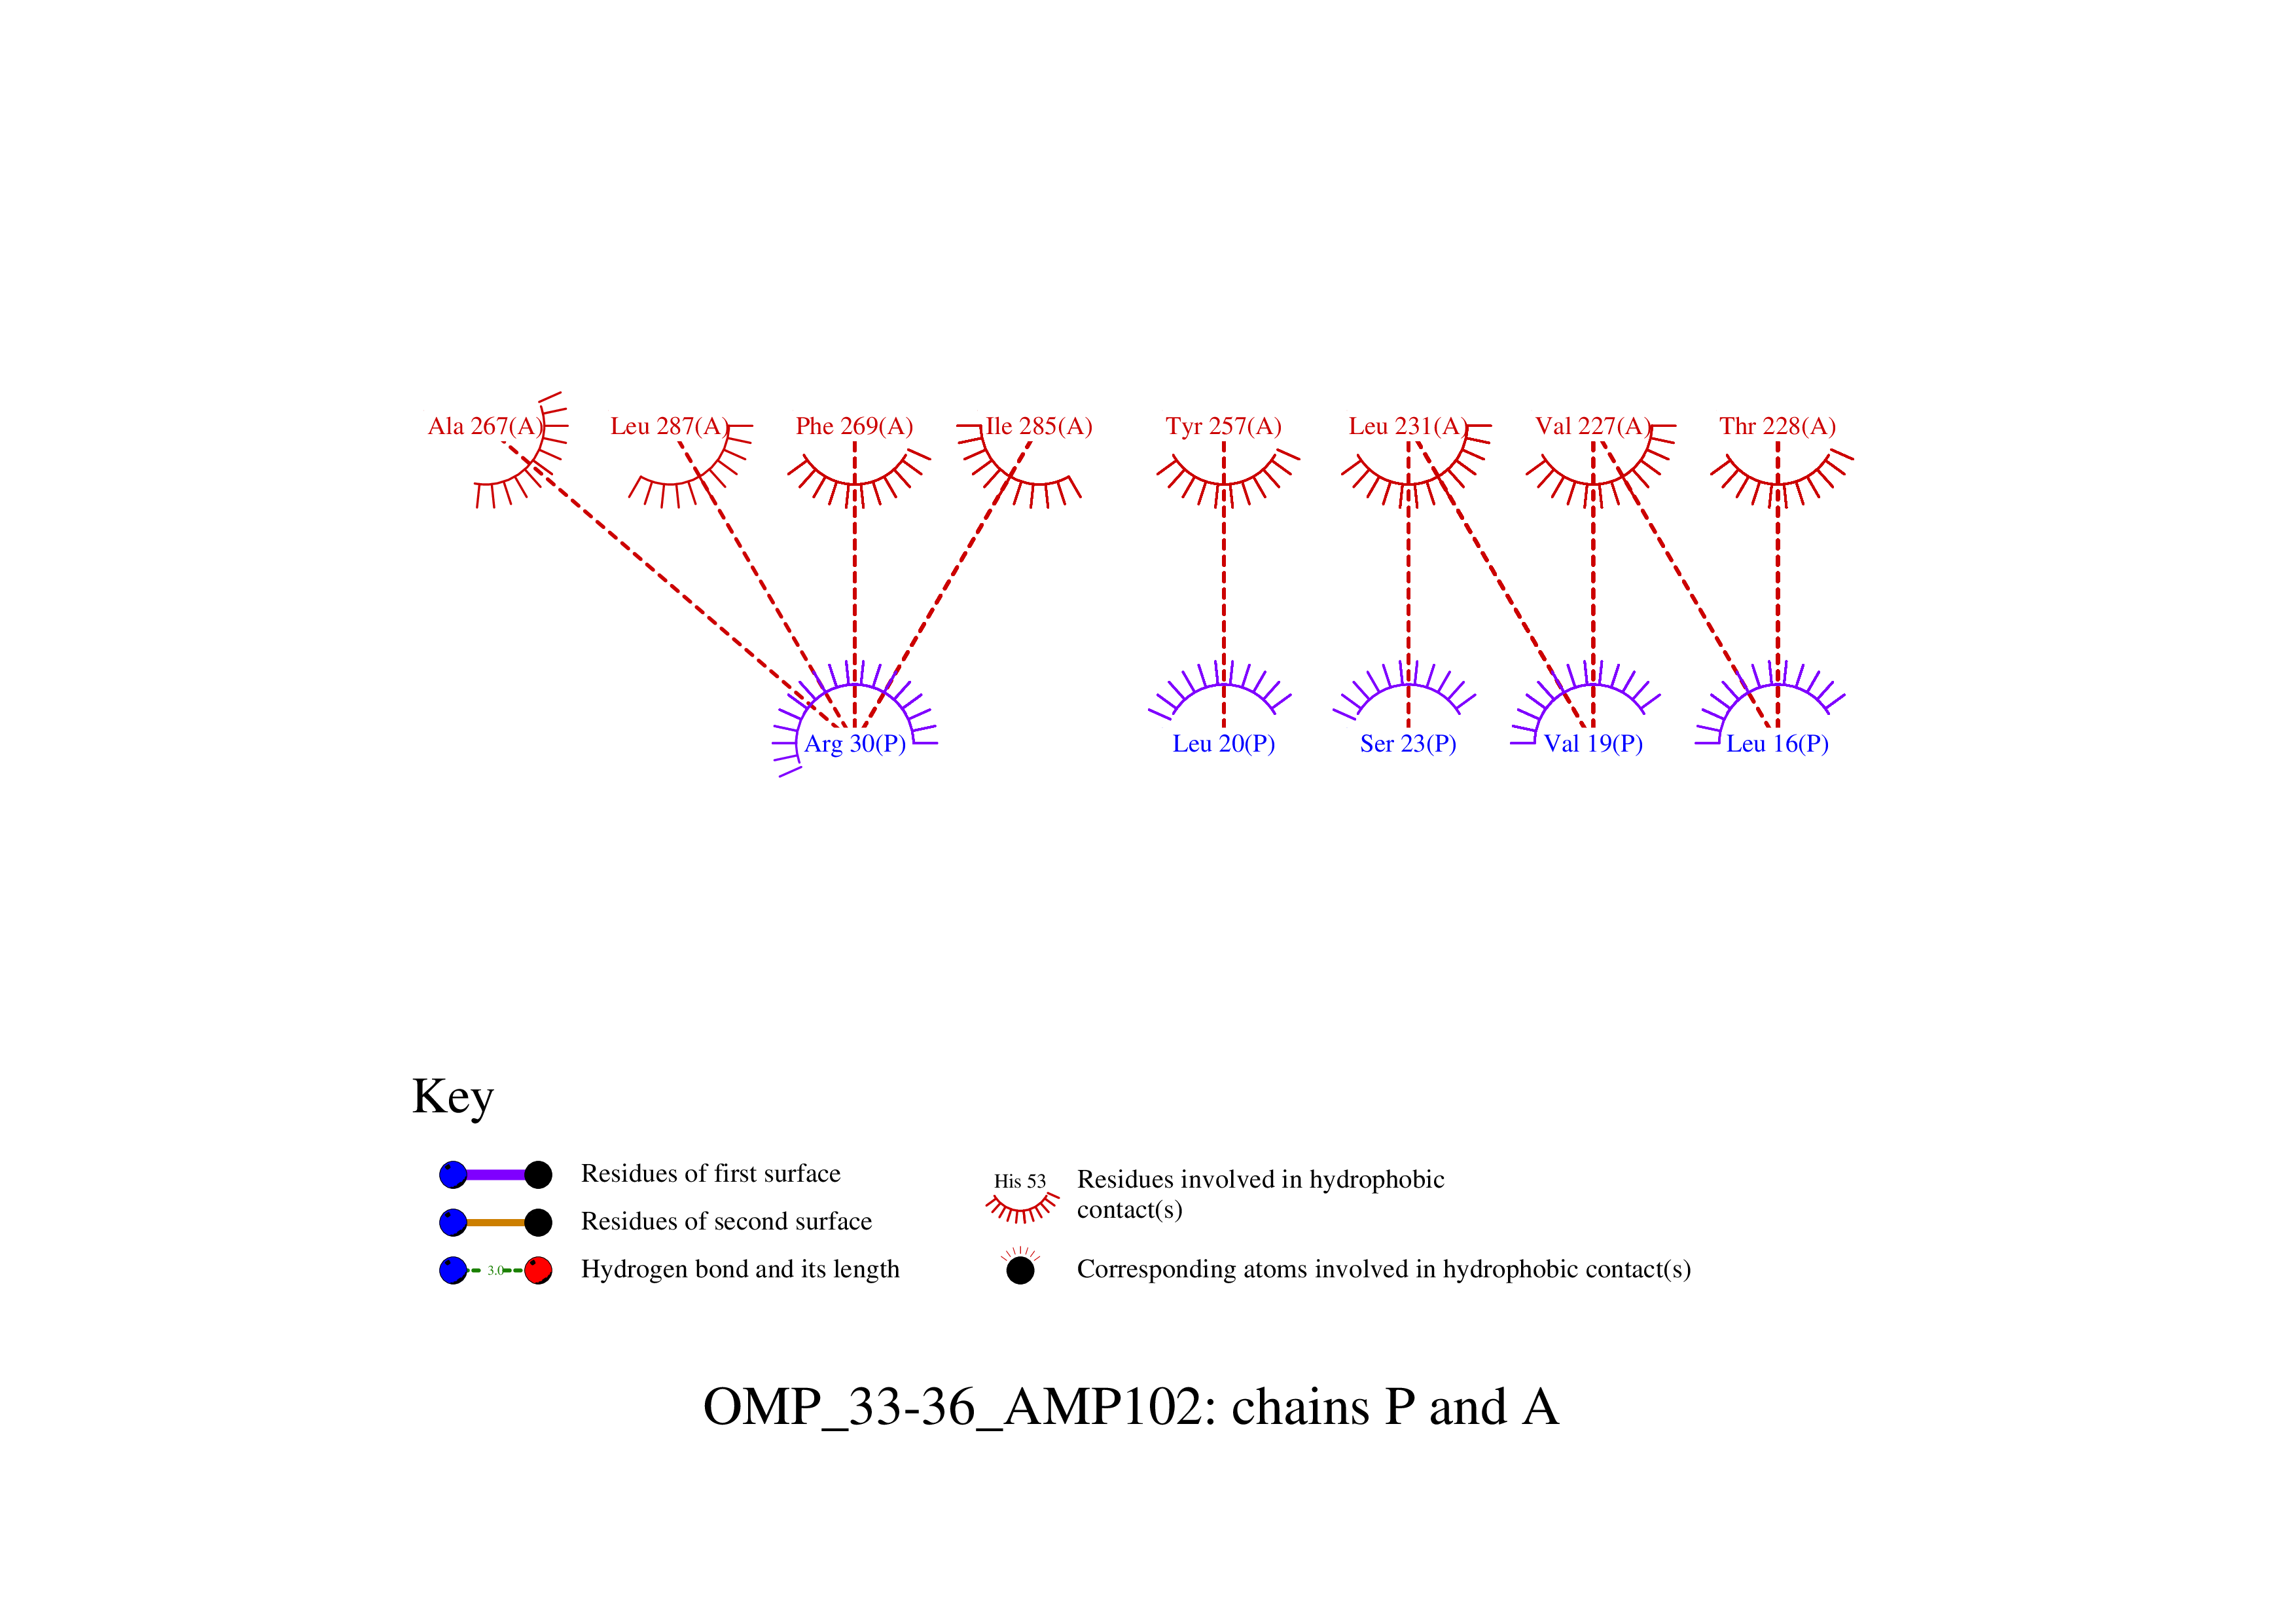 Ala 267(A) Leu 287(A) Phe 269(A) Ile 285(A) Tyr 257(A) Leu 231(A) Val 227(A) Thr 228(A)
Arg 30(P) Leu 20(P) Ser 23(P) Val 19(P) Leu 16(P)
Key
Residues of first surface
Residues of second surface
3.0 Hydrogen bond and its length
His 53 Residues involved in hydrophobic
contact(s)
Corresponding atoms involved in hydrophobic contact(s)
OMP_33-36_AMP102: chains P and A